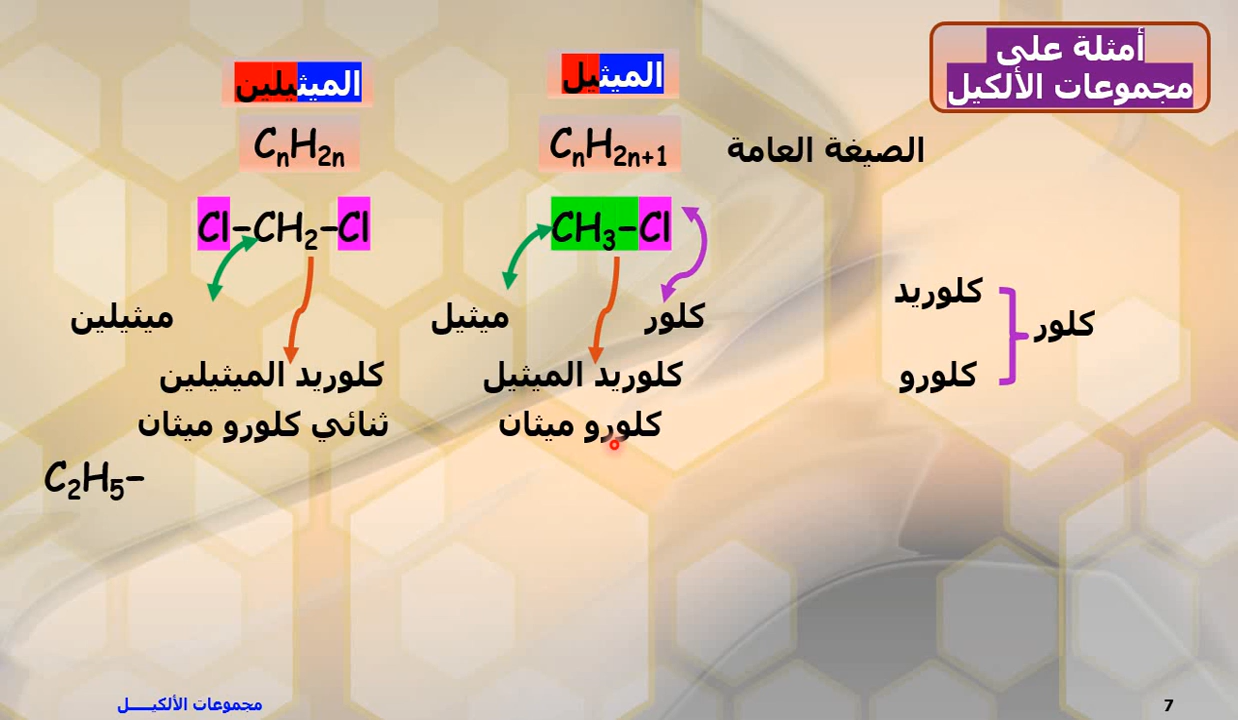 أمثلة على
مجموعات الألكيل
الميثيل
الميثيلين
الصيغة العامة
CₙH₂ₙ₊₁
CₙH₂ₙ
CH₃–Cl
Cl–CH₂–Cl
كلوريد
كلور
كلورو
كلور
ميثيل
ميثيلين
كلوريد الميثيل
كلوريد الميثيلين
كلورو ميثان
ثنائي كلورو ميثان
C₂H₅–
7
مجموعات الألكيــــل